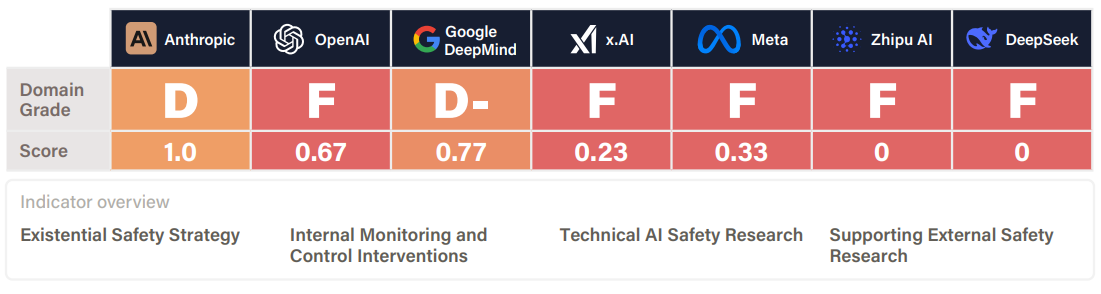 Anthropic
OpenAI
Google
DeepMind
x.AI
Meta
Zhipu AI
DeepSeek
Domain
Grade
D
F
D-
F
F
F
F
Score
1.0
0.67
0.77
0.23
0.33
0
0
Indicator overview
Existential Safety Strategy
Internal Monitoring and
Control Interventions
Technical AI Safety Research
Supporting External Safety
Research